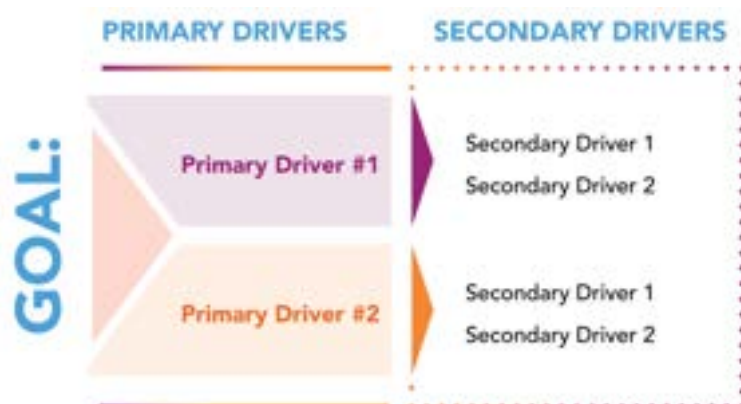 PRIMARY DRIVERS
SECONDARY DRIVERS
GOAL:
Primary Driver #1
Secondary Driver 1
Secondary Driver 2
Primary Driver #2
Secondary Driver 1
Secondary Driver 2